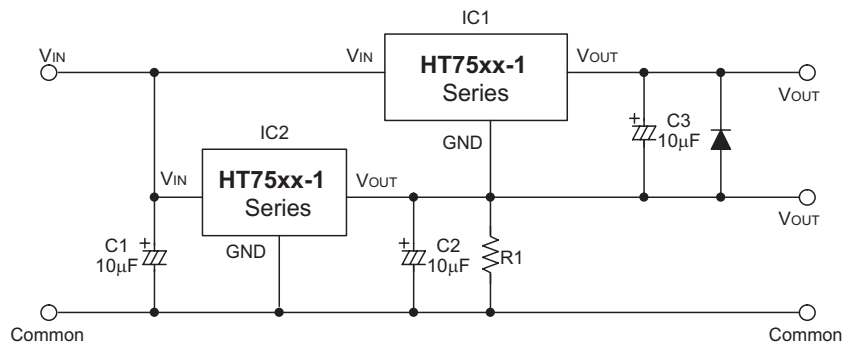 IC1
VIN
VIN
HT75xx-1
Series
VOUT
VOUT
GND
C3
10μF
IC2
VIN
HT75xx-1
Series
VOUT
VOUT
GND
C1
10μF
C2
10μF
R1
Common
Common
+
+
+